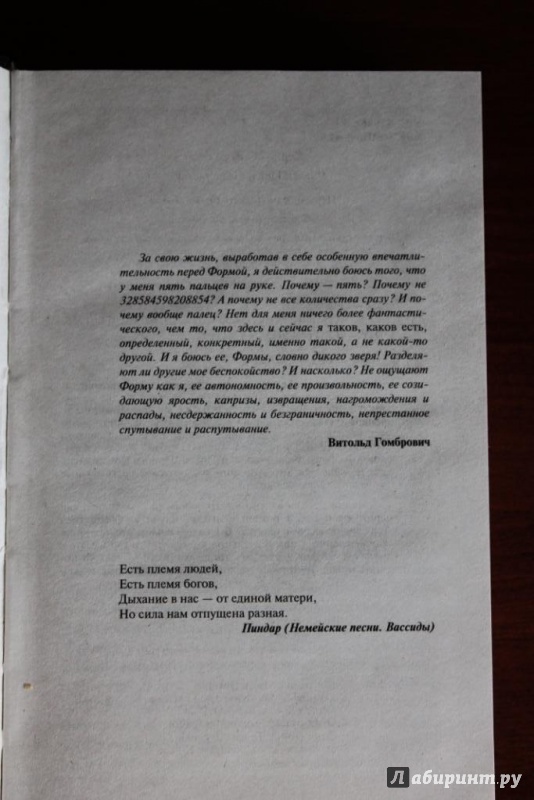 За свою жизнь, выработав в себе особенную впечатли-
тельность перед Формой, я действительно боюсь того, что
у меня пять пальцев на руке. Почему — пять? Почему не
328584598208854? А почему не все количества сразу? И по-
чему вообще палец? Нет для меня ничего более фантасти-
ческого, чем то, что здесь и сейчас я таков, каков есть,
определенный, конкретный, именно такой, а не какой-то
другой. И я боюсь ее, Формы, словно дикого зверя! Разделя-
ют ли другие мое беспокойство? И насколько? Не ощущают
Форму как я, ее автономность, ее произвольность, ее сози-
дающую ярость, капризы, извращения, нагромождения и
распады, несдержанность и безграничность, непрестанное
спутывание и распутывание.
Витольд Гомбрович
Есть племя людей,
Есть племя богов,
Дыхание в нас — от единой матери,
Но сила нам отпущена разная.
Пиндар (Немейские песни. Вассиды)
Лабиринт.ру